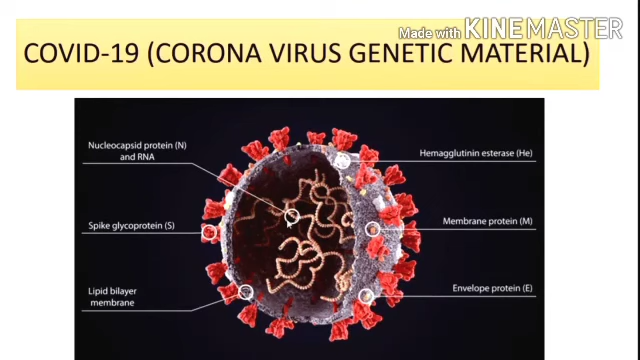 Made with KINEMASTER
COVID-19 (CORONA VIRUS GENETIC MATERIAL)
Nucleocapsid protein (N)
and RNA
Hemagglutinin esterase (He)
Spike glycoprotein (S)
Membrane protein (M)
Lipid bilayer
membrane
Envelope protein (E)